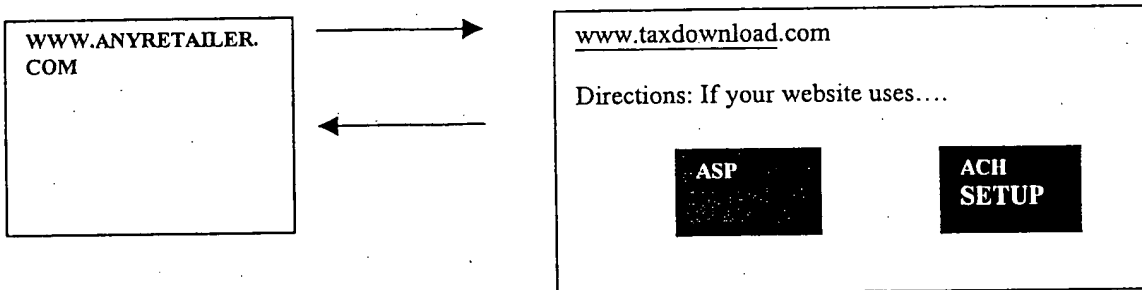 WWW.ANYRETAILER.
COM
www.taxdownload.com
Directions: If your website uses….
ASP
ACH
SETUP